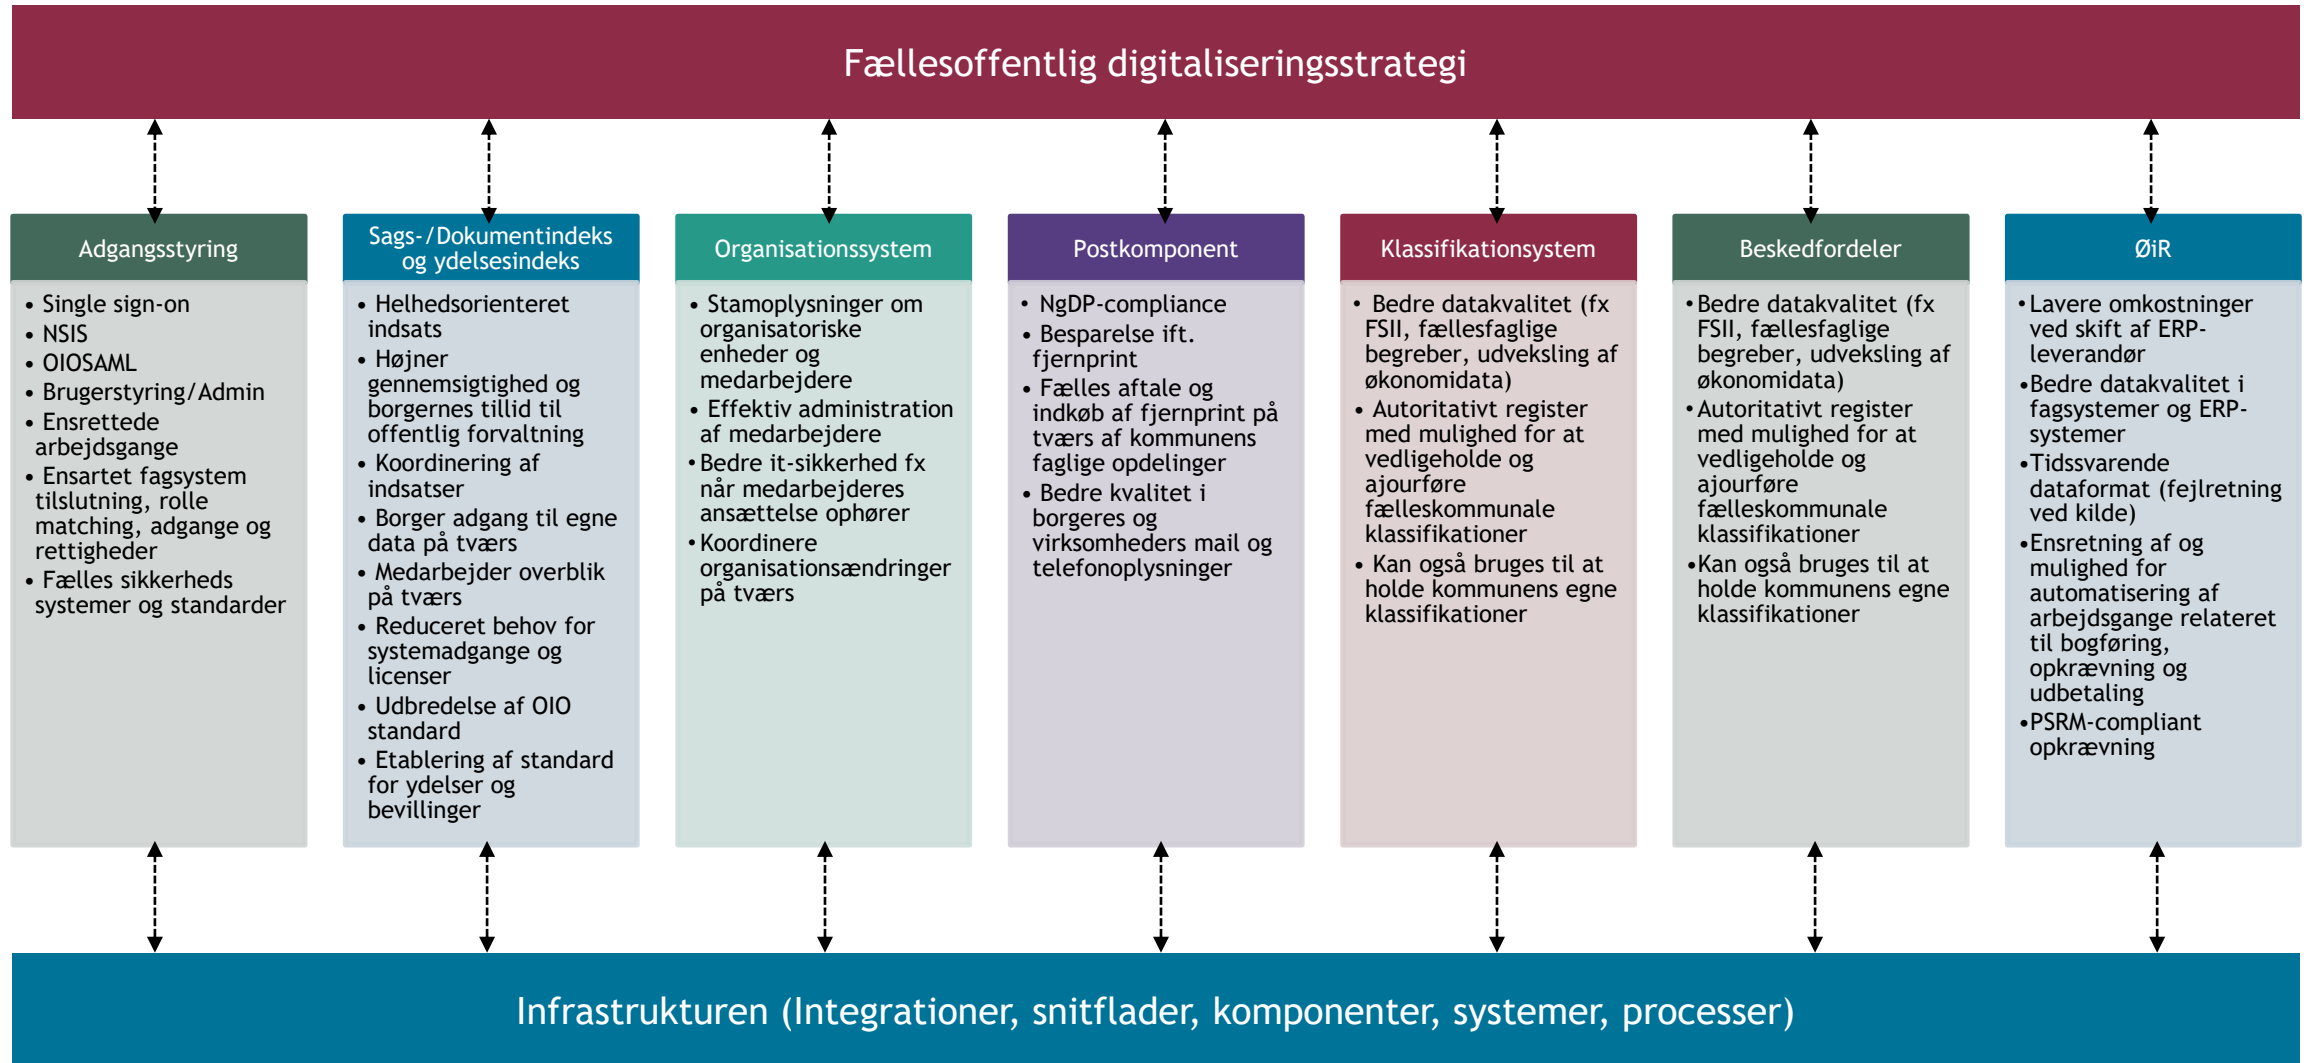 Fællesoffentlig digitaliseringsstrategi
Adgangsstyring
• Single sign-on
• NSIS
• OIOSAML
• Brugerstyring/Admin
• Ensrettede
arbejdsgange
• Ensartet fagsystem
tilslutning, rolle
matching, adgange og
rettigheder
• Fælles sikkerheds
systemer og standarder
Sags-/Dokumentindeks
og ydelsesindeks
• Helhedsorienteret
indsats
• Højner
gennemsigtighed og
borgernes tillid til
offentlig forvaltning
• Koordinering af
indsatser
• Borger adgang til egne
data på tværs
• Medarbejder overblik
på tværs
• Reduceret behov for
systemadgange og
licenser
• Udbredelse af OIO
standard
• Etablering af standard
for ydelser og
bevillinger
Organisationssystem
• Stamoplysninger om
organisatoriske
enheder og
medarbejdere
• Effektiv administration
af medarbejdere
• Bedre it-sikkerhed fx
når medarbejderes
ansættelse ophører
• Koordinere
organisationsændringer
på tværs
Postkomponent
• NgDP-compliance
• Besparelse ift.
fjernprint
• Fælles aftale og
indkøb af fjernprint på
tværs af kommunens
faglige opdelinger
• Bedre kvalitet i
borgeres og
virksomheders mail og
telefonoplysninger
Klassifikationsystem
• Bedre datakvalitet (fx
FSII, fællesfaglige
begreber, udveksling af
økonomidata)
• Autoritativt register
med mulighed for at
vedligeholde og
ajourføre
fælleskommunale
klassifikationer
• Kan også bruges til at
holde kommunens egne
klassifikationer
Beskedfordeler
• Bedre datakvalitet (fx
FSII, fællesfaglige
begreber, udveksling af
økonomidata)
• Autoritativt register
med mulighed for at
vedligeholde og
ajourføre
fælleskommunale
klassifikationer
• Kan også bruges til at
holde kommunens egne
klassifikationer
ØiR
• Lavere omkostninger
ved skift af ERP-
leverandør
• Bedre datakvalitet i
fagsystemer og ERP-
systemer
• Tidssvarende
dataformat (fejlretning
ved kilde)
• Ensretning af og
mulighed for
automatisering af
arbejdsgange relateret
til bogføring,
opkrævning og
udbetaling
• PSRM-compliant
opkrævning
Infrastrukturen (Integrationer, snitflader, komponenter, systemer, processer)